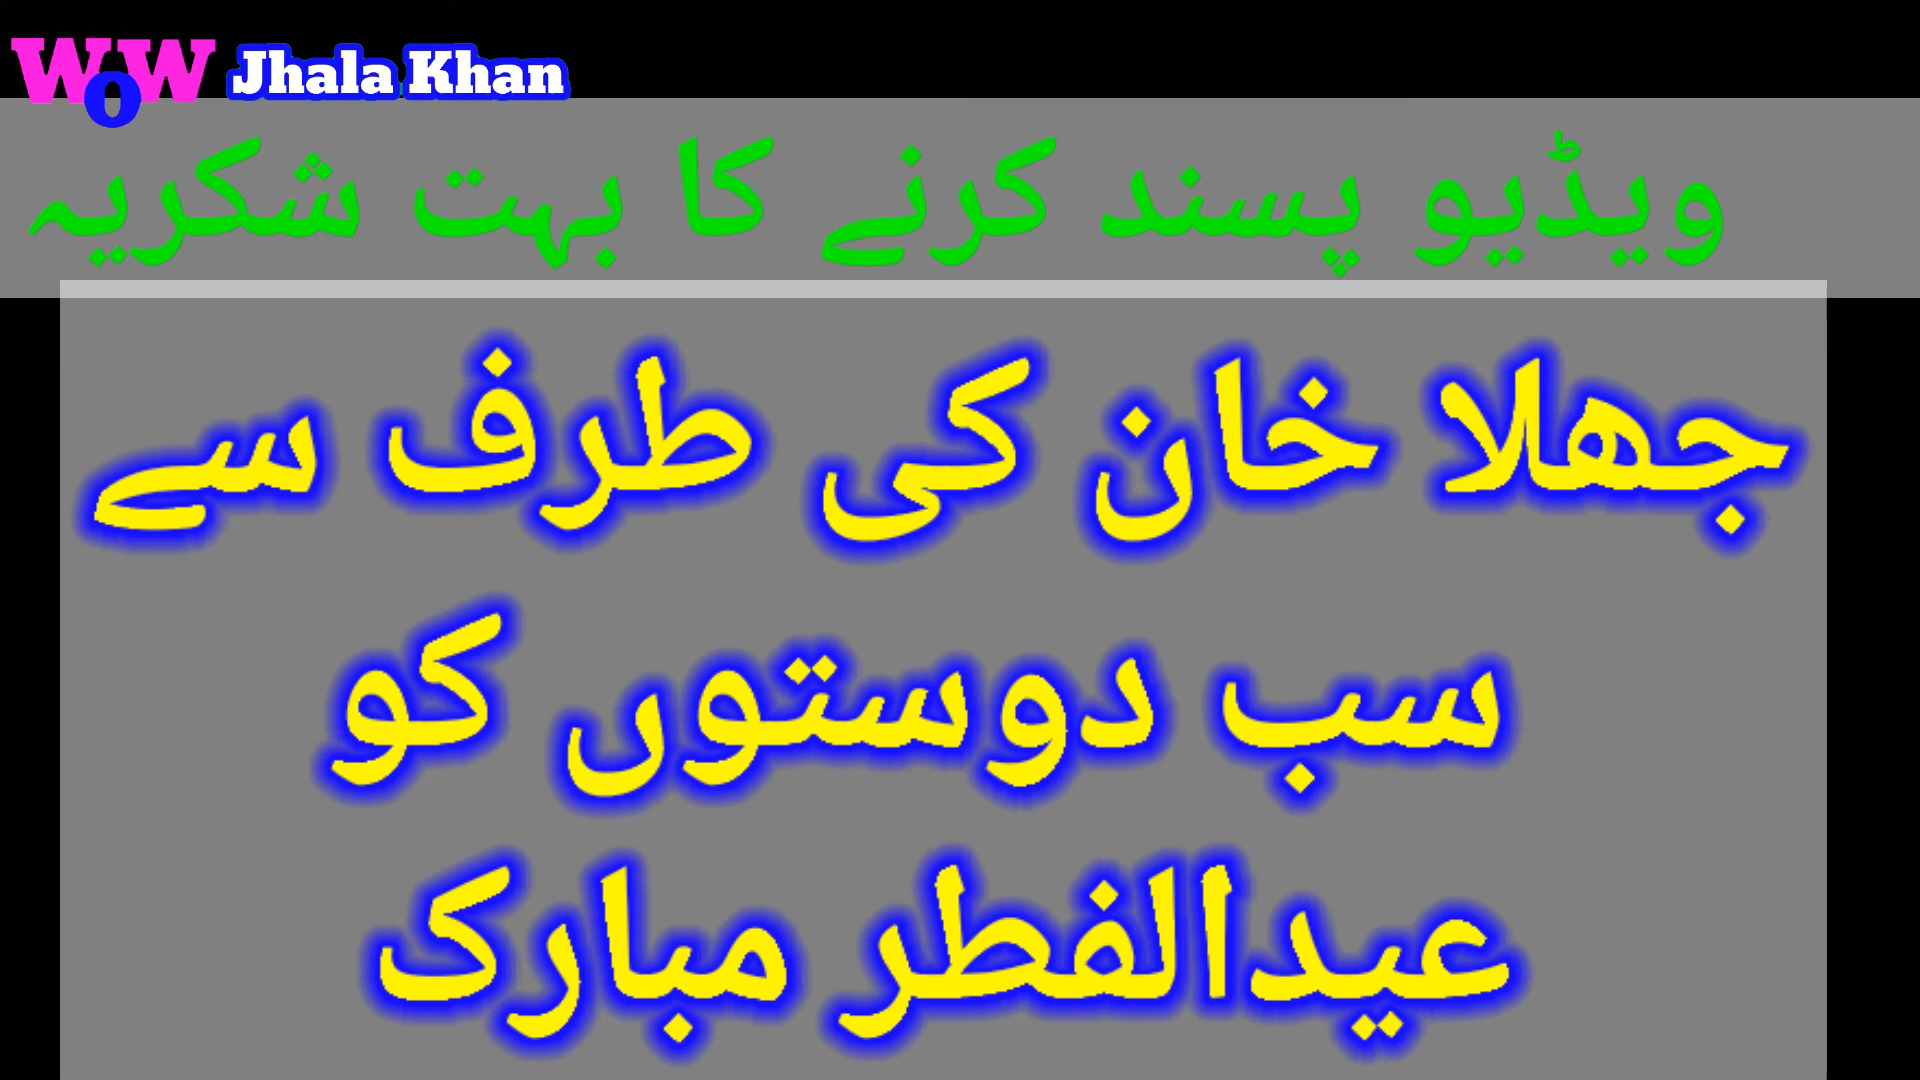 WoW Jhala Khan
ویڈیو پسند کرنے کا بہت شکریہ
جھلا خان کی طرف سے
سب دوستوں کو
عیدالفطر مبارک